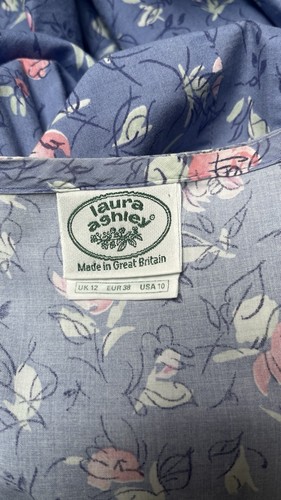 laura
ashley
Made in Great Britain
UK 12 EUR 38 USA 10